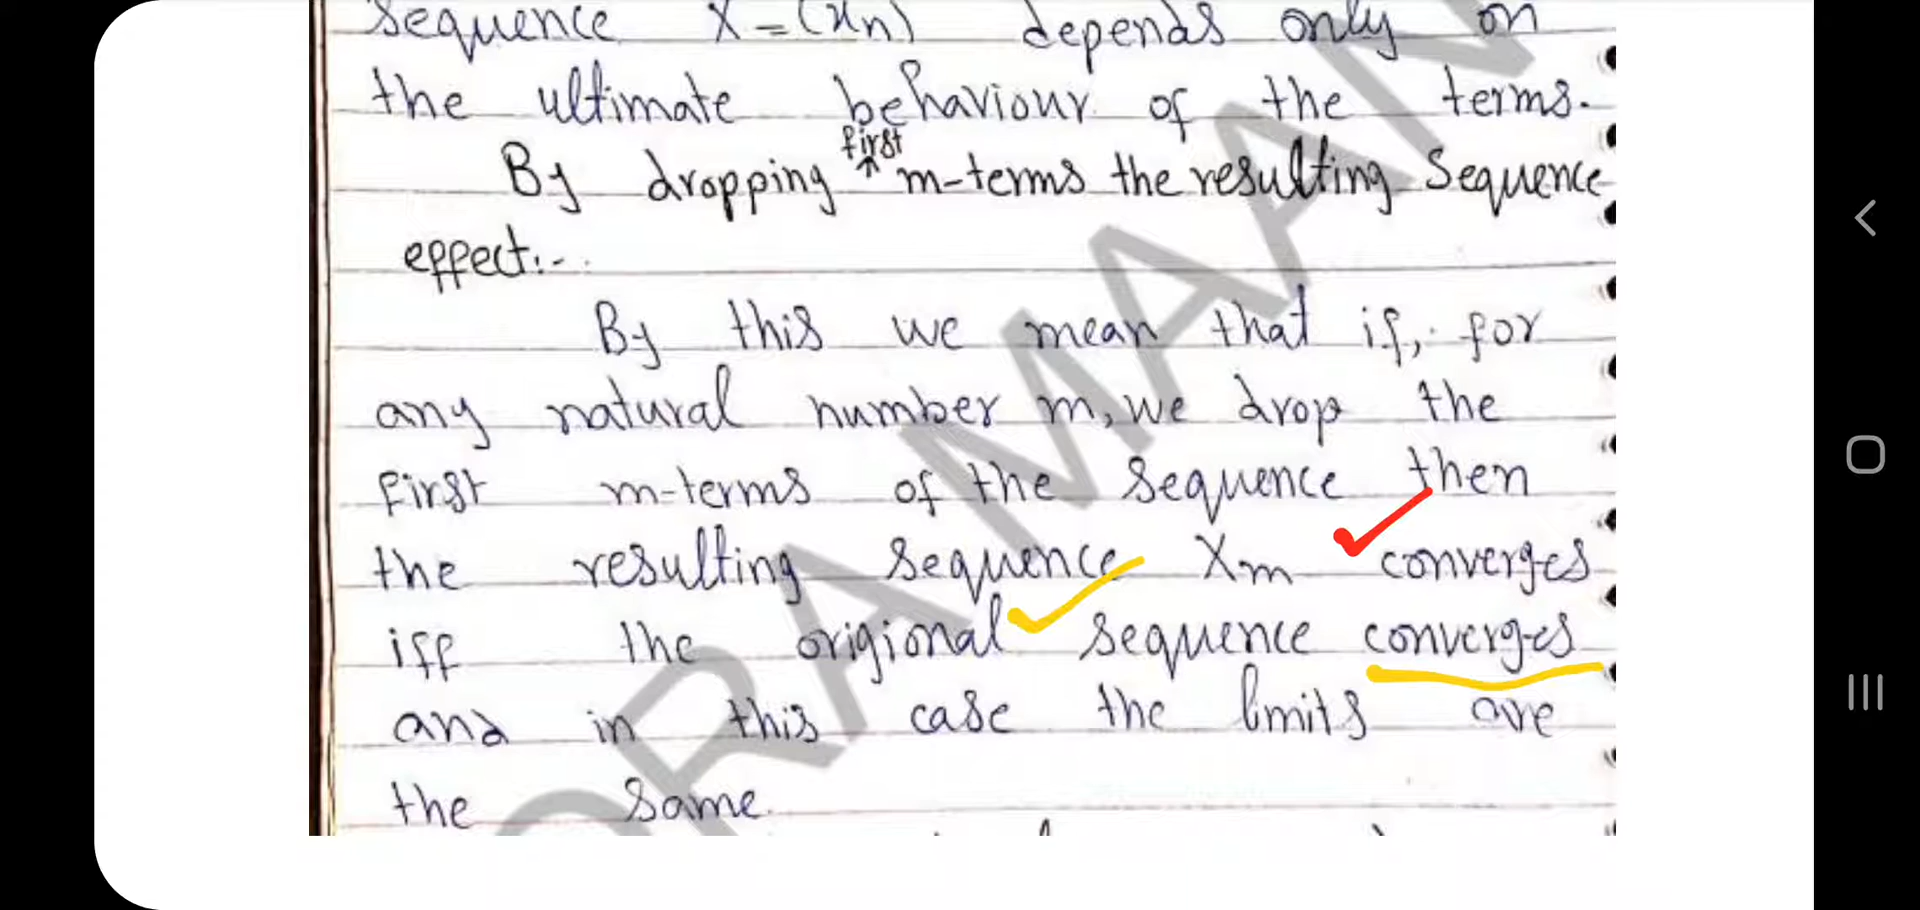 Sequence X=(xn) depends only on
the ultimate behaviour of the terms.
By dropping first m-terms the resulting Sequence
effect:-
By this we mean that if, for
any natural number m, we drop the
first m-terms of the sequence then
the resulting sequence Xm converges
iff the origional sequence converges
and in this case the limits are
the same.